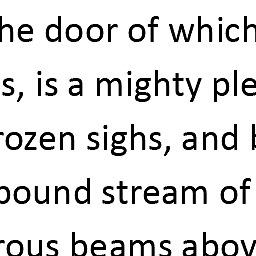 he door of which
s, is a mighty ple
rozen sighs, and b
bound stream of
rous beams abov